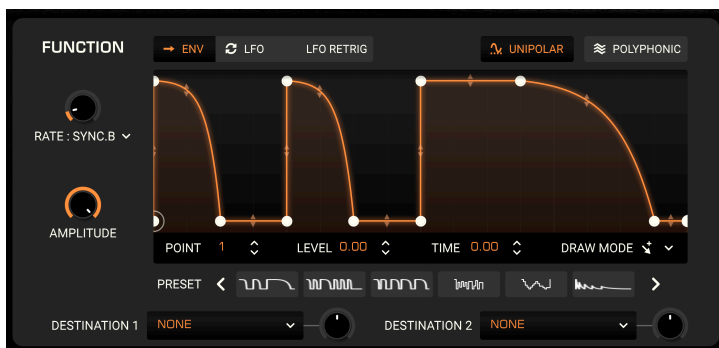 FUNCTION ENV LFO LFO RETRIG UNIPOLAR POLYPHONIC
RATE : SYNC.B
AMPLITUDE
POINT 1 LEVEL 0.00 TIME 0.00 DRAW MODE
PRESET
DESTINATION 1 NONE DESTINATION 2 NONE